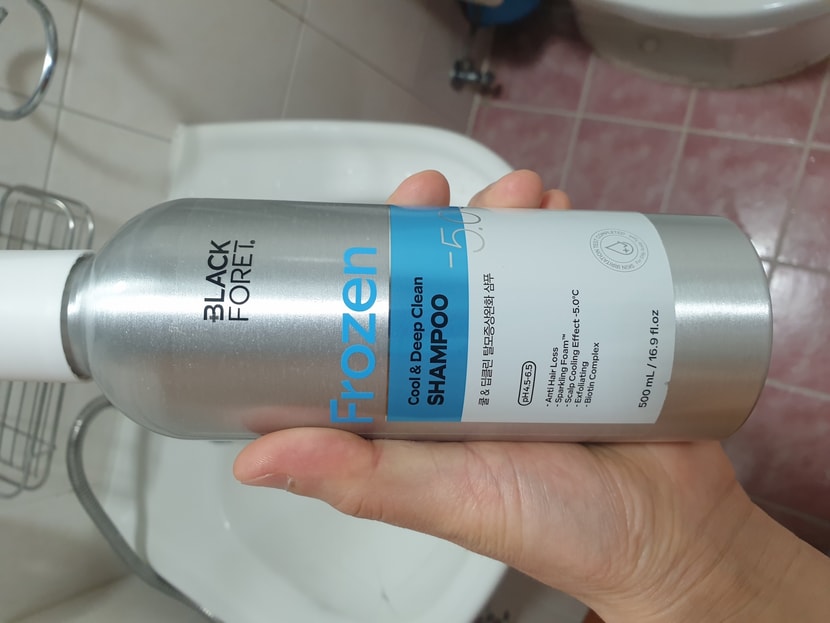 BLACK
FORÊT.
Frozen
-5.0
Cool & Deep Clean
SHAMPOO
쿨 & 딥클린 탈모증상완화 샴푸
pH4.5-6.5
· Anti Hair Loss
· Sparkling Foam™
· Scalp Cooling Effect -5.0°C
· Exfoliating
· Biotin Complex
500 mL / 16.9 fl.oz